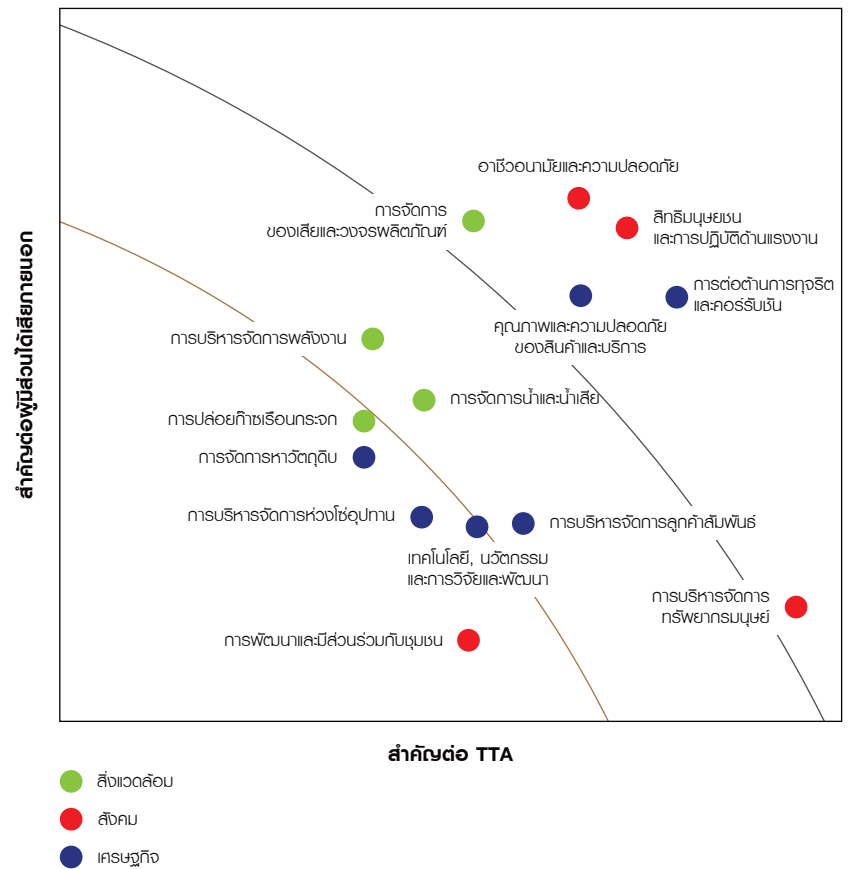 สำคัญต่อผู้มีส่วนได้เสียภายนอก
อาชีวอนามัยและความปลอดภัย
การจัดการ
ของเสียและวงจรผลิตภัณฑ์
สิทธิมนุษยชน
และการปฏิบัติด้านแรงงาน
การต่อต้านการทุจริต
และคอร์รับชัน
คุณภาพและความปลอดภัย
ของสินค้าและบริการ
การบริหารจัดการพลังงาน
การจัดการน้ำและน้ำเสีย
การปล่อยก๊าซเรือนกระจก
การจัดการหาวัตถุดิบ
การบริหารจัดการห่วงโซ่อุปทาน
การบริหารจัดการลูกค้าสัมพันธ์
เทคโนโลยี, นวัตกรรม
และการวิจัยและพัฒนา
การบริหารจัดการ
ทรัพยากรมนุษย์
การพัฒนาและมีส่วนร่วมกับชุมชน
สำคัญต่อ TTA
สิ่งแวดล้อม
สังคม
เศรษฐกิจ